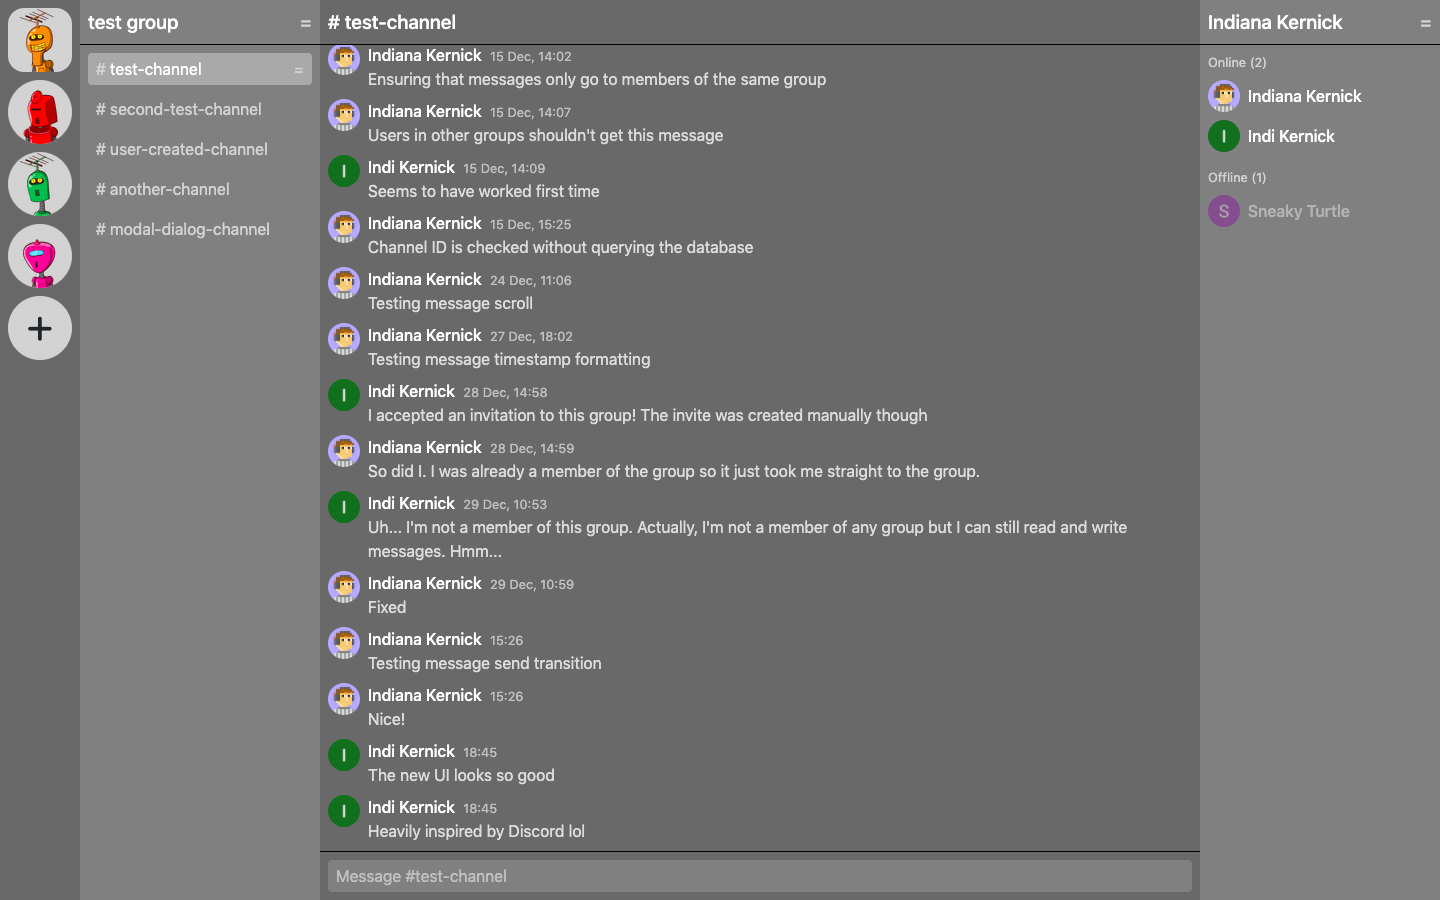 test group
# test-channel
# second-test-channel
# user-created-channel
# another-channel
# modal-dialog-channel
# test-channel
Indiana Kernick 15 Dec, 14:02
Ensuring that messages only go to members of the same group
Indiana Kernick 15 Dec, 14:07
Users in other groups shouldn't get this message
I
Indi Kernick 15 Dec, 14:09
Seems to have worked first time
Indiana Kernick 15 Dec, 15:25
Channel ID is checked without querying the database
Indiana Kernick 24 Dec, 11:06
Testing message scroll
Indiana Kernick 27 Dec, 18:02
Testing message timestamp formatting
I
Indi Kernick 28 Dec, 14:58
I accepted an invitation to this group! The invite was created manually though
Indiana Kernick 28 Dec, 14:59
So did I. I was already a member of the group so it just took me straight to the group.
I
Indi Kernick 29 Dec, 10:53
Uh... I'm not a member of this group. Actually, I'm not a member of any group but I can still read and write
messages. Hmm...
Indiana Kernick 29 Dec, 10:59
Fixed
Indiana Kernick 15:26
Testing message send transition
Indiana Kernick 15:26
Nice!
I
Indi Kernick 18:45
The new UI looks so good
I
Indi Kernick 18:45
Heavily inspired by Discord lol
Message #test-channel
Indiana Kernick
Online (2)
Indiana Kernick
I
Indi Kernick
Offline (1)
S
Sneaky Turtle